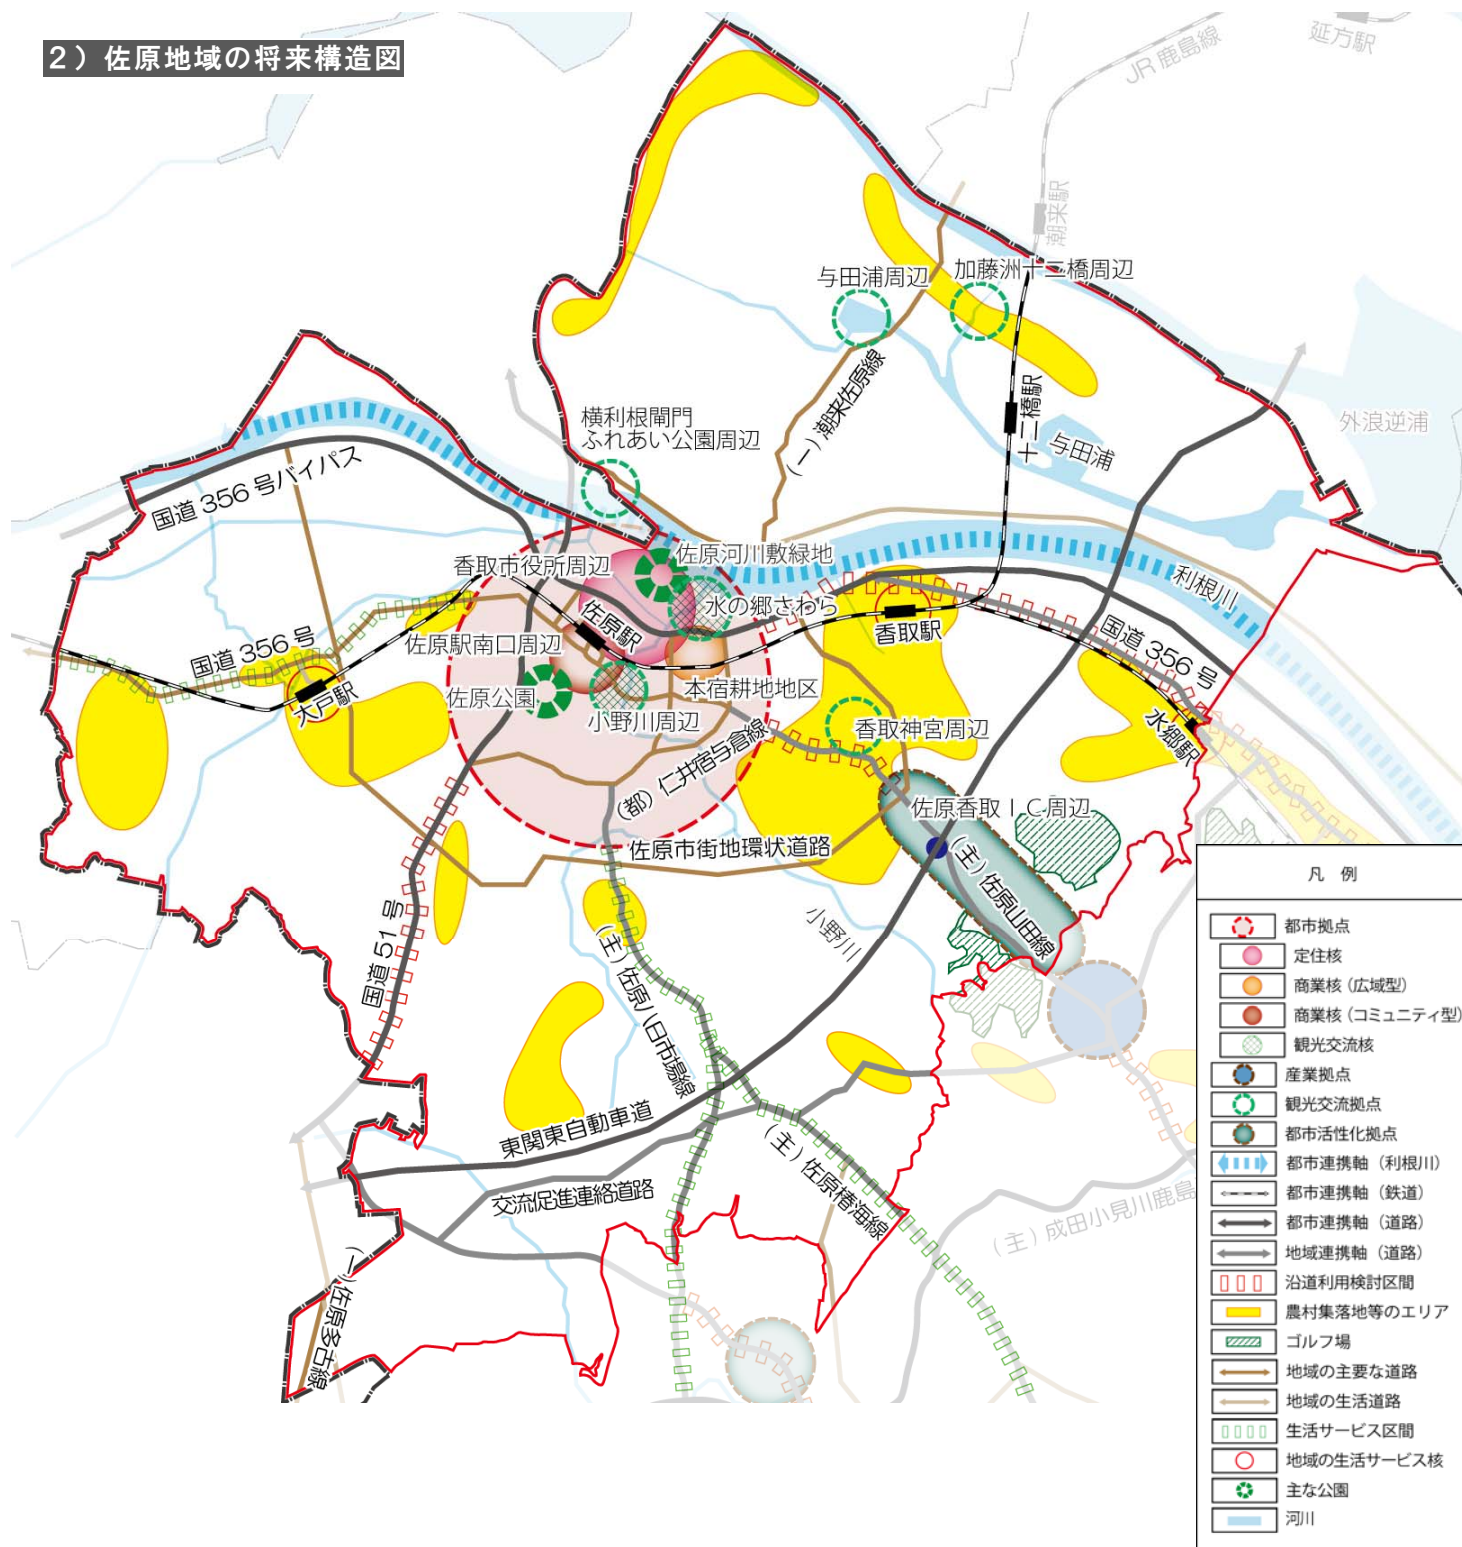 2）佐原地域の将来構造図
延方駅
JR鹿島線
潮来駅
与田浦周辺
加藤洲十二橋周辺
（一）潮来佐原線
十二橋駅
与田浦
外浪逆浦
横利根閘門
ふれあい公園周辺
国道356号バイパス
香取市役所周辺
佐原河川敷緑地
利根川
佐原駅
水の郷さわら
香取駅
国道356号
国道356号
佐原駅南口周辺
大戸駅
佐原公園
本宿耕地地区
小野川周辺
香取神宮周辺
水郷駅
（都）仁井宿与倉線
佐原香取IC周辺
佐原市街地環状道路
（主）佐原山田線
小野川
国道51号
（主）佐原八日市場線
東関東自動車道
（主）佐原椿海線
交流促進連絡道路
（主）成田小見川鹿島
（一）佐原多古線
凡 例
都市拠点
定住核
商業核（広域型）
商業核（コミュニティ型）
観光交流核
産業拠点
観光交流拠点
都市活性化拠点
都市連携軸（利根川）
都市連携軸（鉄道）
都市連携軸（道路）
地域連携軸（道路）
沿道利用検討区間
農村集落地等のエリア
ゴルフ場
地域の主要な道路
地域の生活道路
生活サービス区間
地域の生活サービス核
主な公園
河川